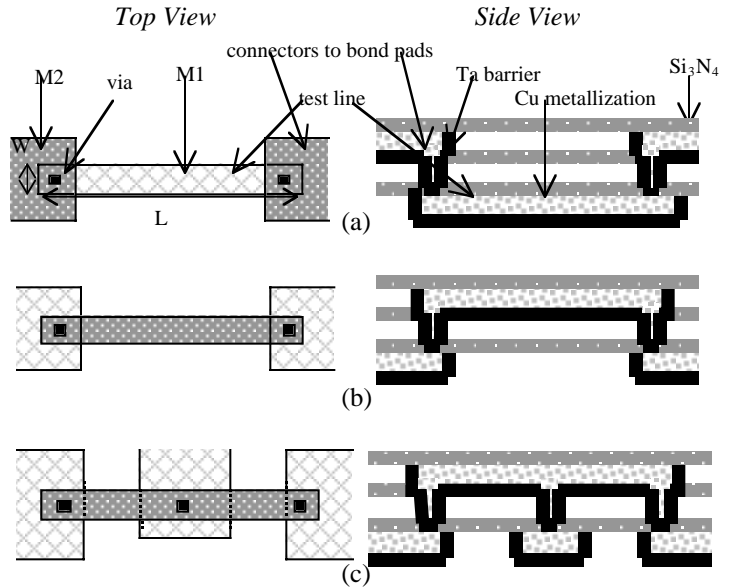 Top View
Side View
connectors to bond pads
M2
via
M1
test line
Ta barrier
Cu metallization
Si₃N₄
W
L
(a)
(b)
(c)